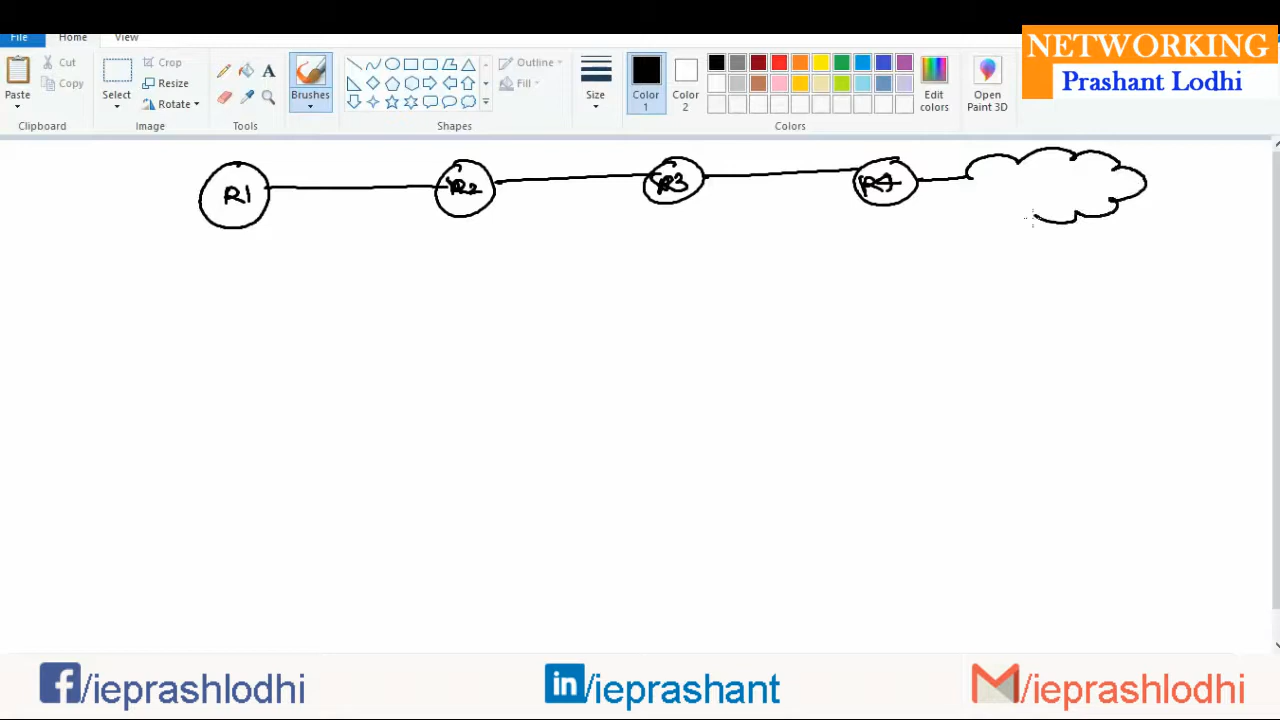 File Home View
NETWORKING
Prashant Lodhi
Paste
Cut
Copy
Clipboard
Select
Crop
Resize
Rotate
Image
A
Tools
Brushes
Outline
Fill
Shapes
Size
Color 1
Color 2
Edit colors
Colors
Open Paint 3D
R1 R2 R3 R4
/ieprashlodhi
in/ieprashant
/ieprashlodhi